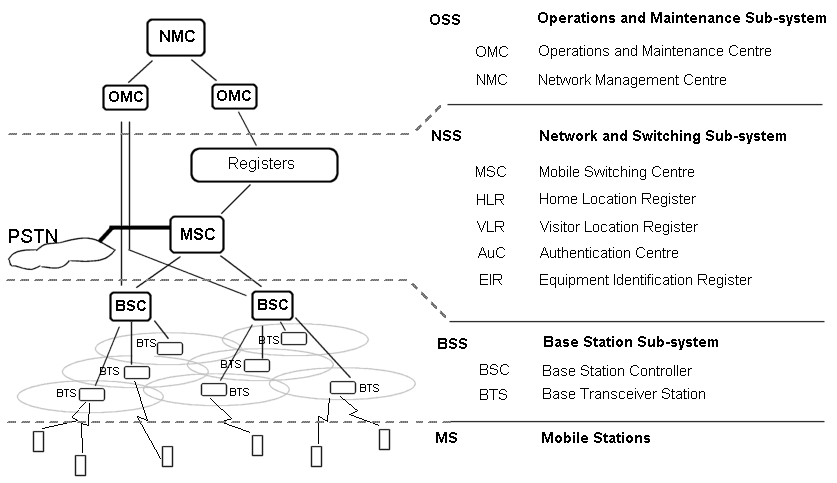 NMC
OMC
OMC
Registers
PSTN
MSC
BSC
BSC
BTS
BTS
BTS
BTS
BTS
BTS
BTS
OSS Operations and Maintenance Sub-system
OMC Operations and Maintenance Centre
NMC Network Management Centre
NSS Network and Switching Sub-system
MSC Mobile Switching Centre
HLR Home Location Register
VLR Visitor Location Register
AuC Authentication Centre
EIR Equipment Identification Register
BSS Base Station Sub-system
BSC Base Station Controller
BTS Base Transceiver Station
MS Mobile Stations